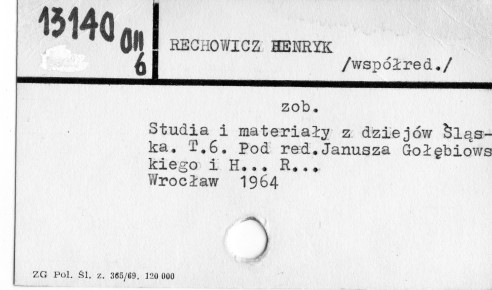 13140 OII
6
RECHOWICZ HENRYK
/współred./
zob.
Studia i materiały z dziejów Śląs-
ka. T.6. Pod red.Janusza Gołębiows
kiego i H... R...
Wrocław 1964
ZG Pol. Śl. z. 365/69. 120 000